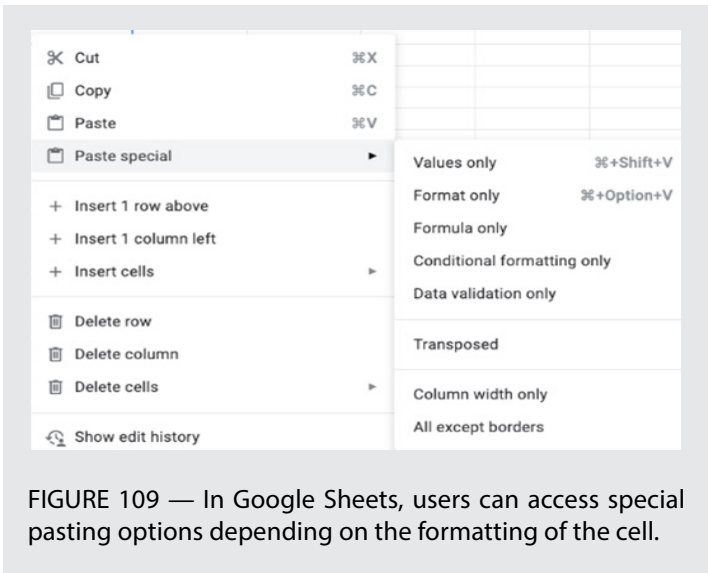 Cut ⌘X
Copy ⌘C
Paste ⌘V
Paste special ►
Insert 1 row above
Insert 1 column left
Insert cells ►
Delete row
Delete column
Delete cells ►
Show edit history
Values only ⌘+Shift+V
Format only ⌘+Option+V
Formula only
Conditional formatting only
Data validation only
Transposed
Column width only
All except borders
FIGURE 109 — In Google Sheets, users can access special
pasting options depending on the formatting of the cell.